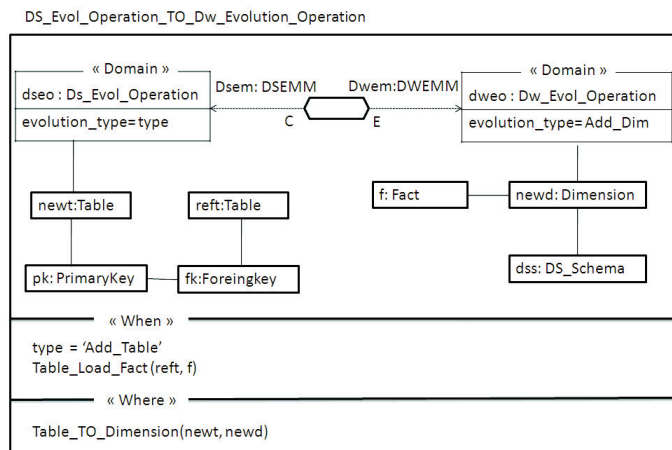 DS_Evol_Operation_TO_Dw_Evolution_Operation
« Domain »
dseo : Ds_Evol_Operation
evolution_type=type
Dsem: DSEMM
Dwem:DWEMM
C
E
« Domain »
dweo : Dw_Evol_Operation
evolution_type=Add_Dim
newt:Table
reft:Table
f: Fact
newd: Dimension
pk: PrimaryKey
fk:Foreingkey
dss: DS_Schema
« When »
type = ‘Add_Table’
Table_Load_Fact(reft, f)
« Where »
Table_TO_Dimension(newt, newd)